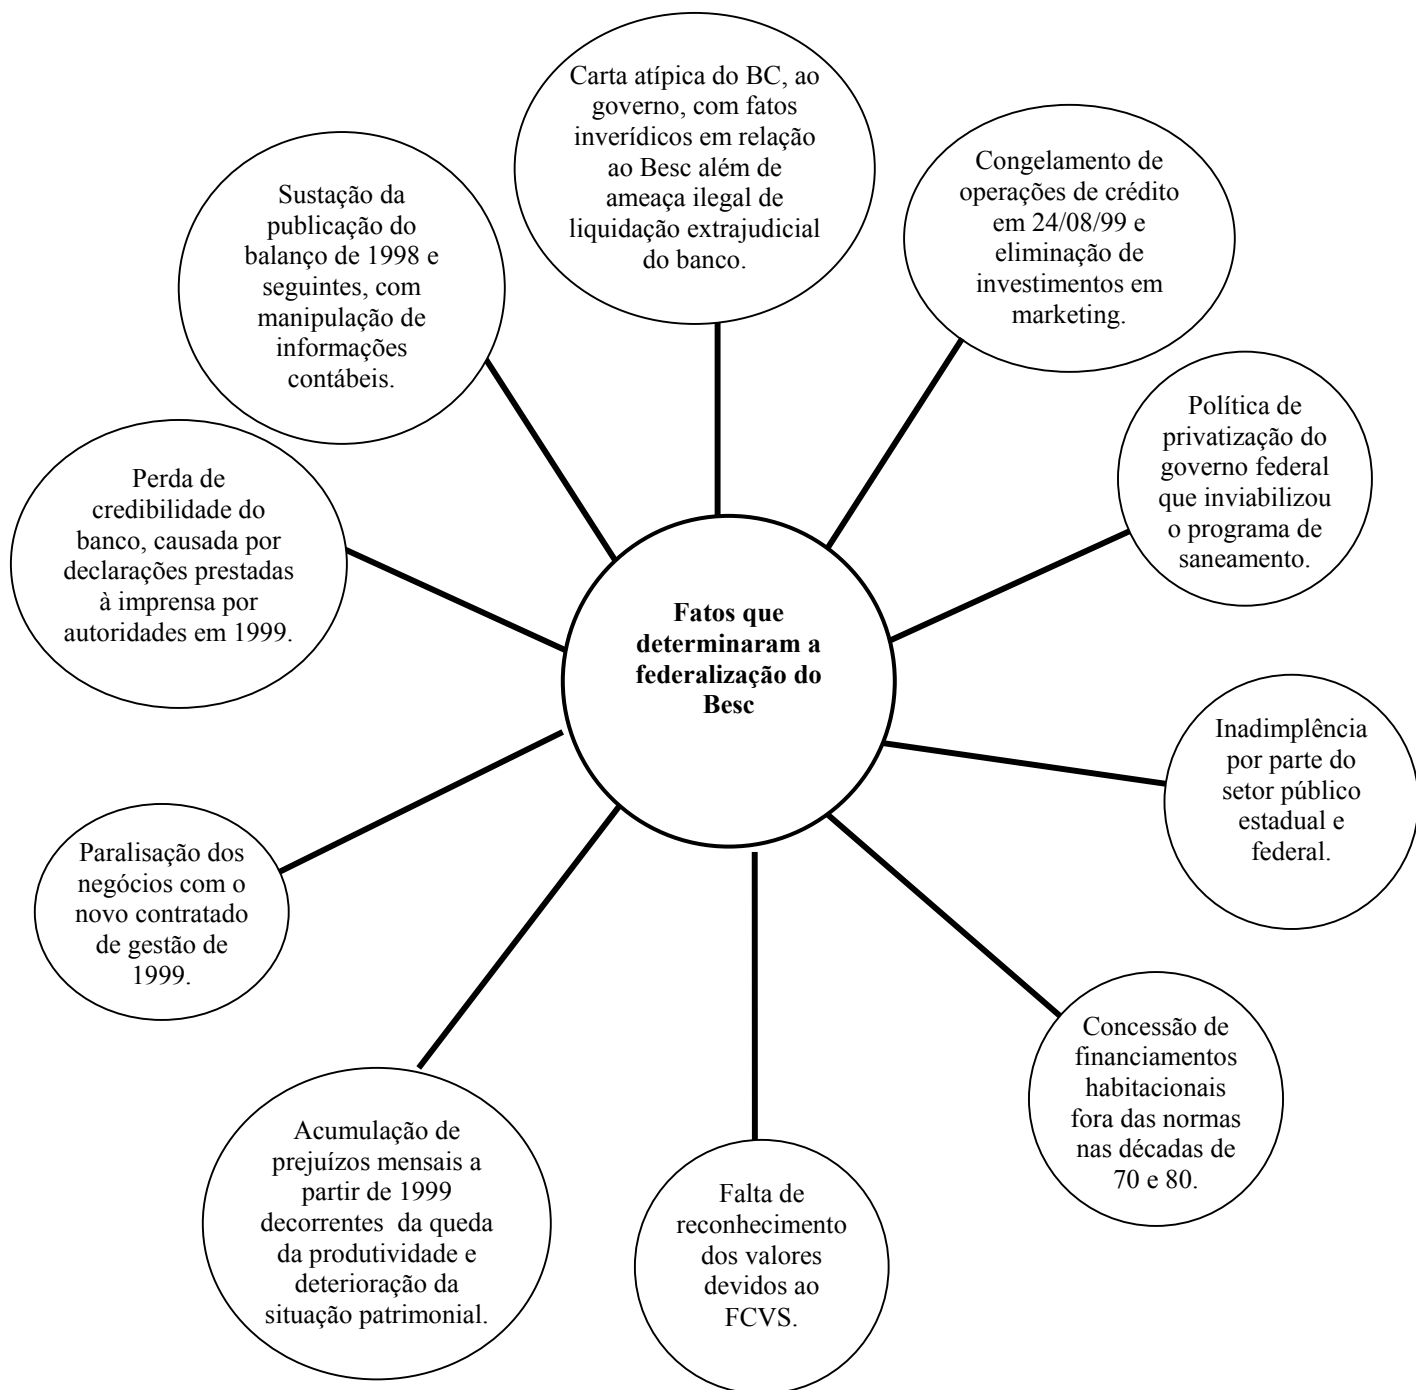 Carta atípica do BC, ao
governo, com fatos
inverídicos em relação
ao Besc além de
ameaça ilegal de
liquidação extrajudicial
do banco.
Congelamento de
operações de crédito
em 24/08/99 e
eliminação de
investimentos em
marketing.
Política de
privatização do
governo federal
que inviabilizou
o programa de
saneamento.
Inadimplência
por parte do
setor público
estadual e
federal.
Concessão de
financiamentos
habitacionais
fora das normas
nas décadas de
70 e 80.
Falta de
reconhecimento
dos valores
devidos ao
FCVS.
Acumulação de
prejuízos mensais a
partir de 1999
decorrentes da queda
da produtividade e
deterioração da
situação patrimonial.
Paralisação dos
negócios com o
novo contratado
de gestão de
1999.
Perda de
credibilidade do
banco, causada por
declarações prestadas
à imprensa por
autoridades em 1999.
Sustação da
publicação do
balanço de 1998 e
seguintes, com
manipulação de
informações
contábeis.
Fatos que
determinaram a
federalização do
Besc